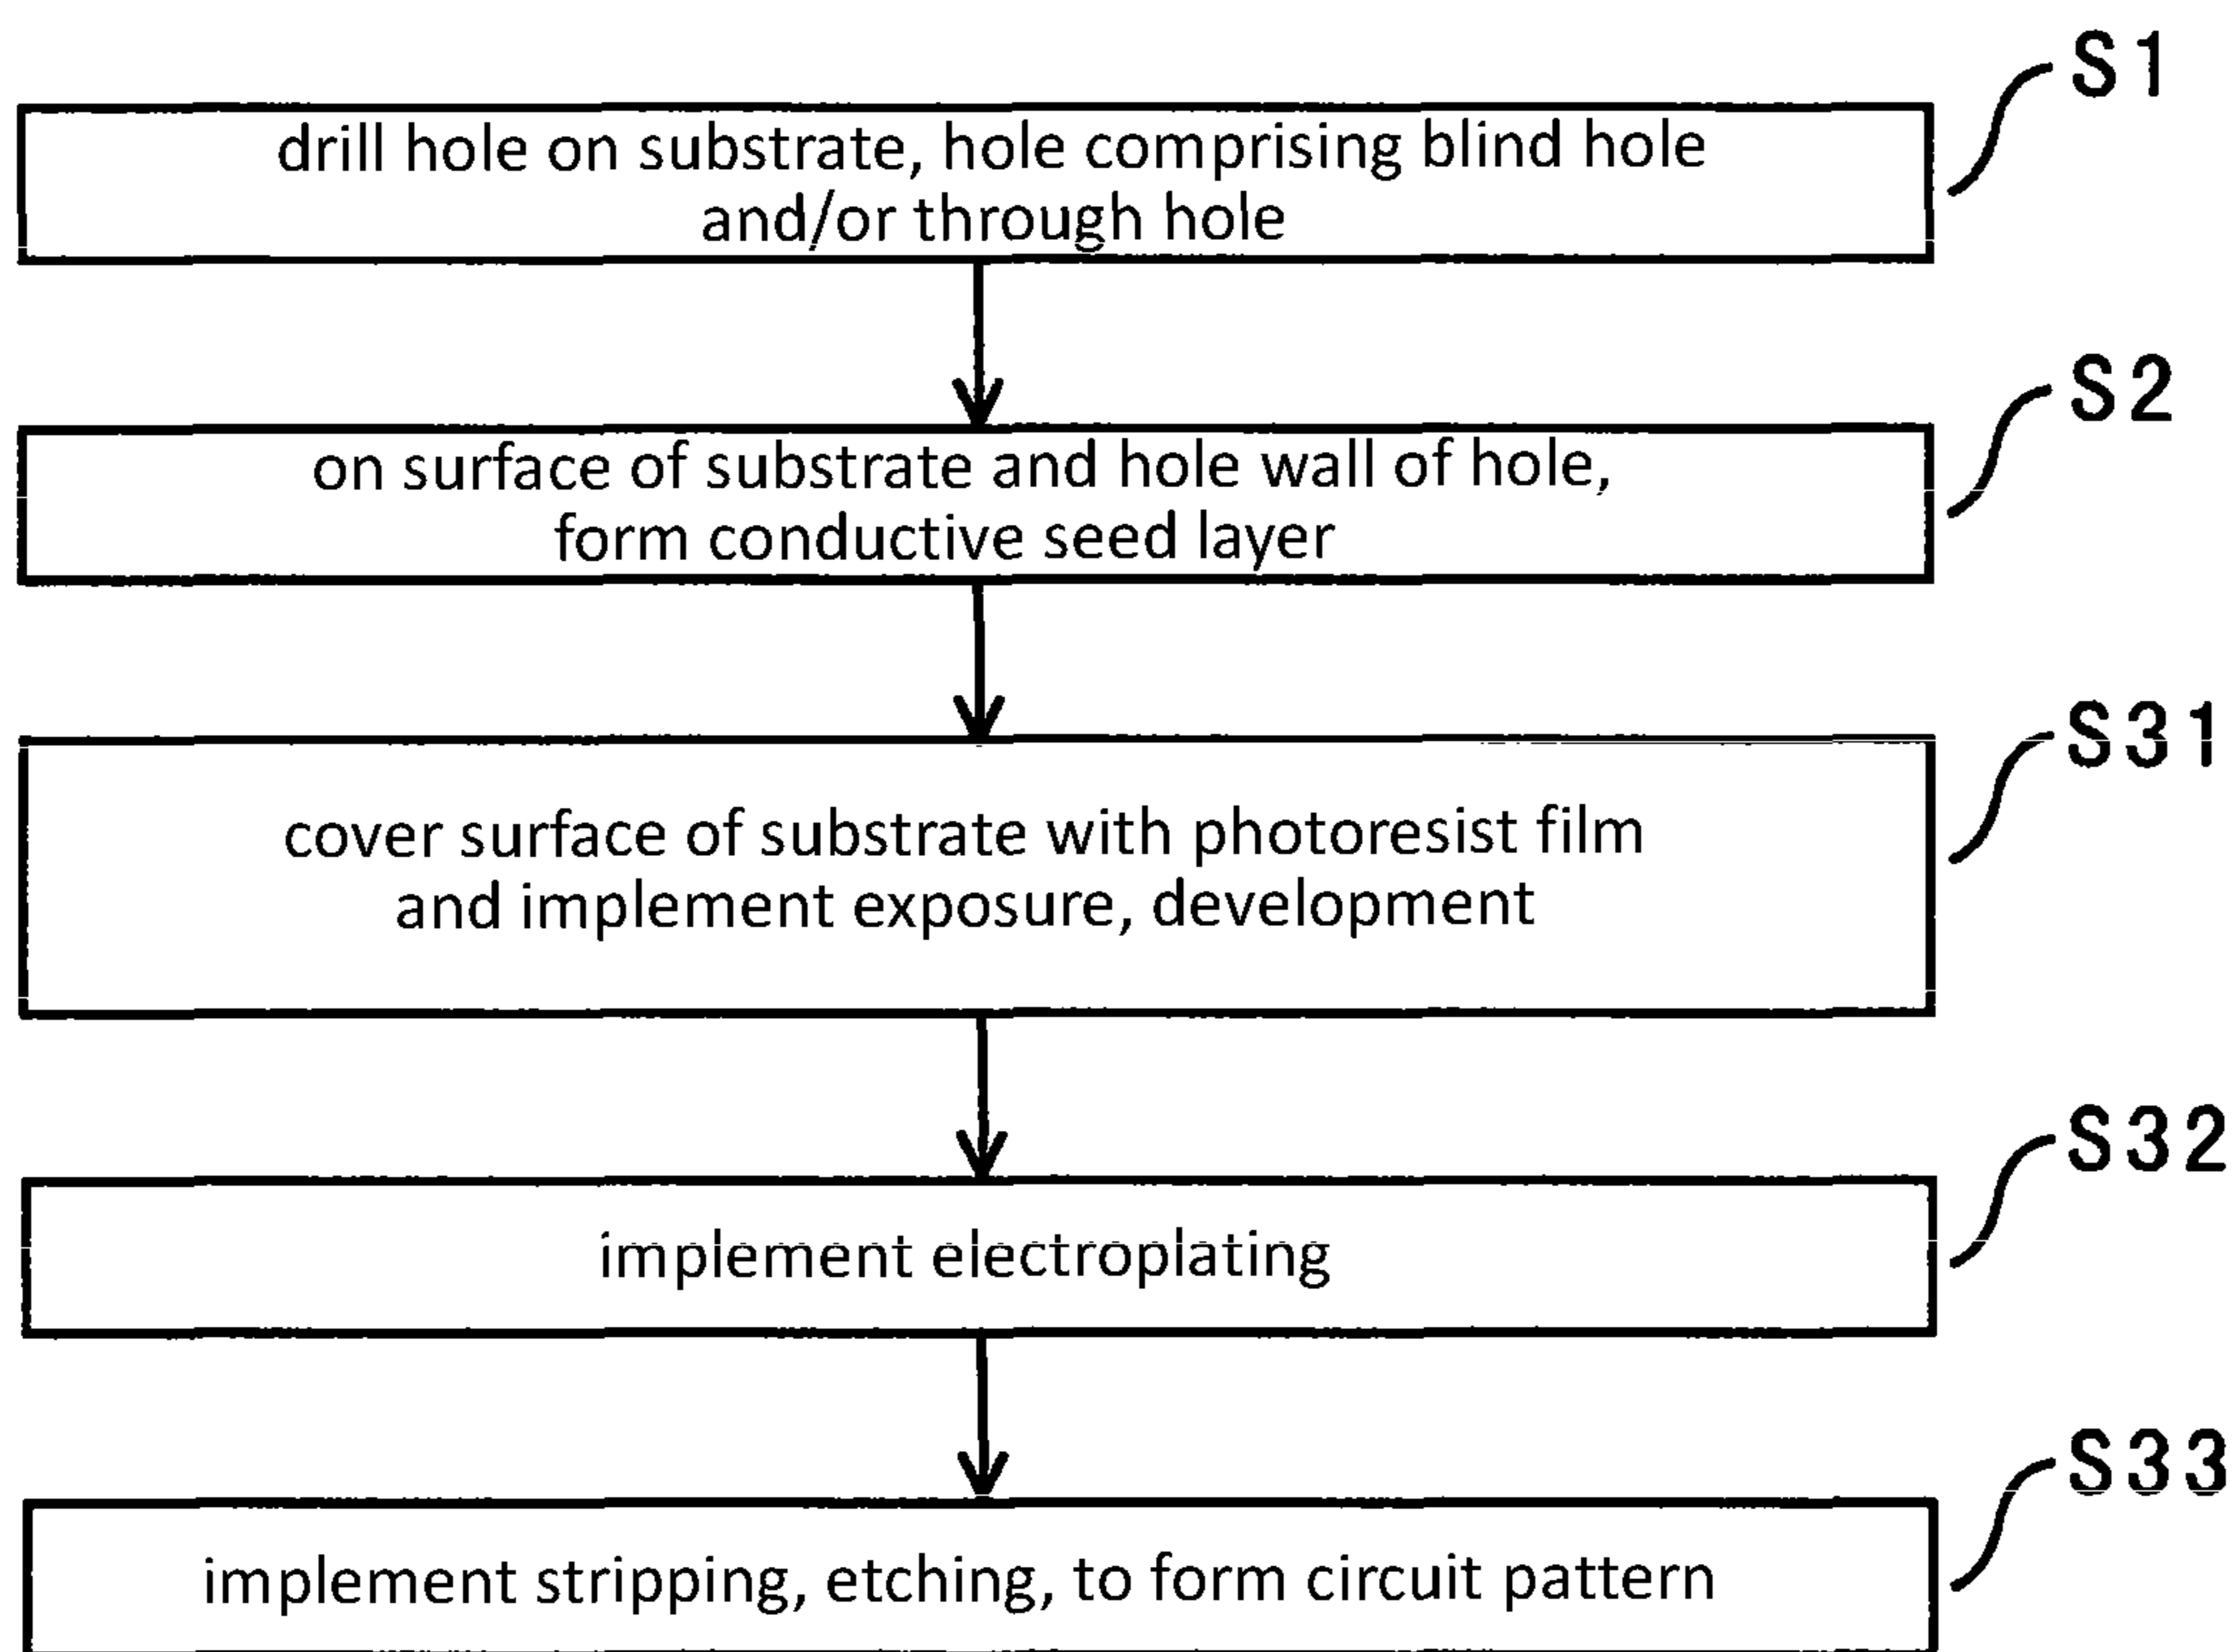 S1
drill hole on substrate, hole comprising blind hole
and/or through hole
S2
on surface of substrate and hole wall of hole,
form conductive seed layer
S31
cover surface of substrate with photoresist film
and implement exposure, development
S32
implement electroplating
S33
implement stripping, etching, to form circuit pattern